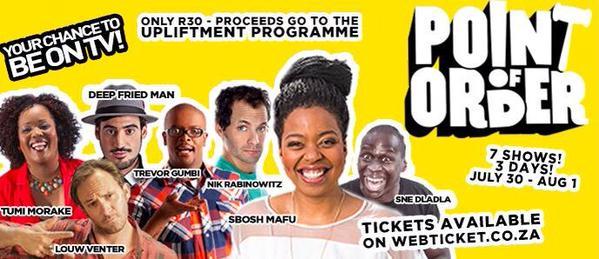 YOUR CHANCE TO
BE ON TV!
ONLY R30 - PROCEEDS GO TO THE
UPLIFTMENT PROGRAMME
POINT
OF
ORDER
DEEP FRIED MAN
TREVOR GUMBI
NIK RABINOWITZ
TUMI MORAKE
LOUW VENTER
SBOSH MAFU
SNE DLADLA
7 SHOWS!
3 DAYS!
JULY 30 - AUG 1
TICKETS AVAILABLE
ON WEBTICKET.CO.ZA